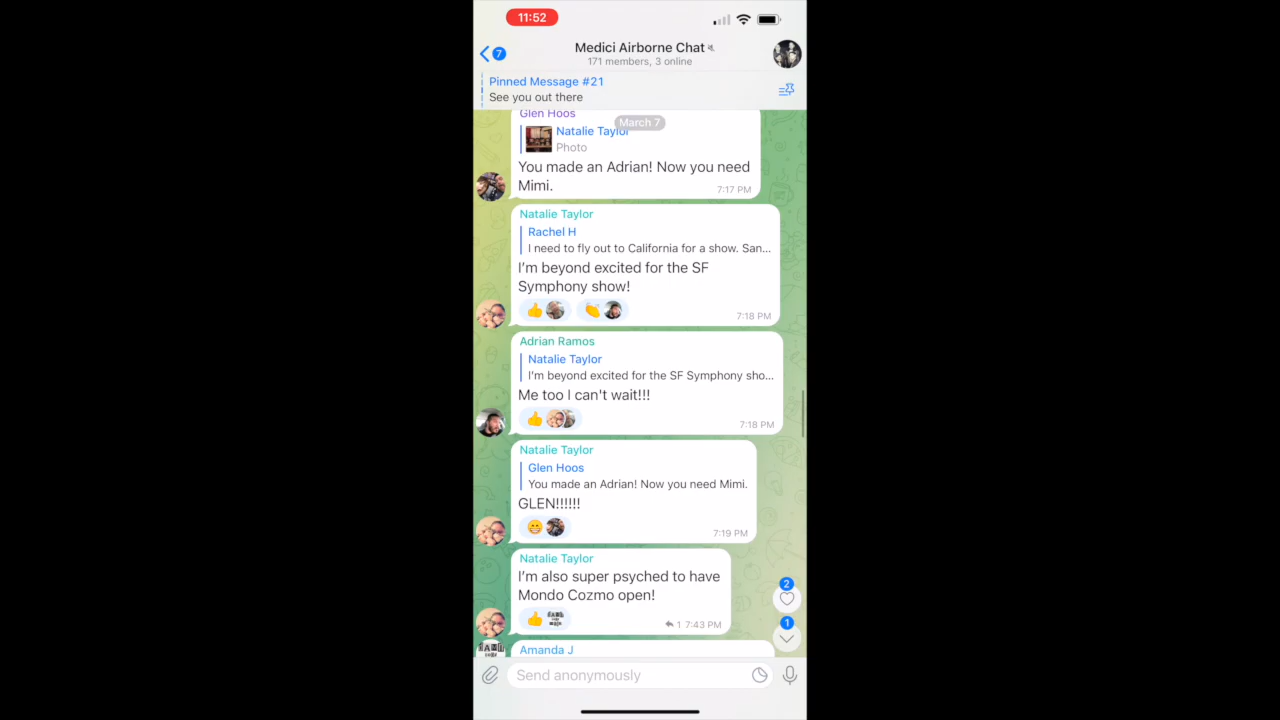 11:52
7
Medici Airborne Chat
171 members, 3 online
Pinned Message #21
See you out there
Glen Hoos
March 7
Natalie Taylor
Photo
You made an Adrian! Now you need
Mimi.
7:17 PM
Natalie Taylor
Rachel H
I need to fly out to California for a show. San...
I'm beyond excited for the SF
Symphony show!
7:18 PM
Adrian Ramos
Natalie Taylor
I'm beyond excited for the SF Symphony sho...
Me too I can't wait!!!
7:18 PM
Natalie Taylor
Glen Hoos
You made an Adrian! Now you need Mimi.
GLEN!!!!!!
7:19 PM
Natalie Taylor
I'm also super psyched to have
Mondo Cozmo open!
1 7:43 PM
2
1
Amanda J
Send anonymously